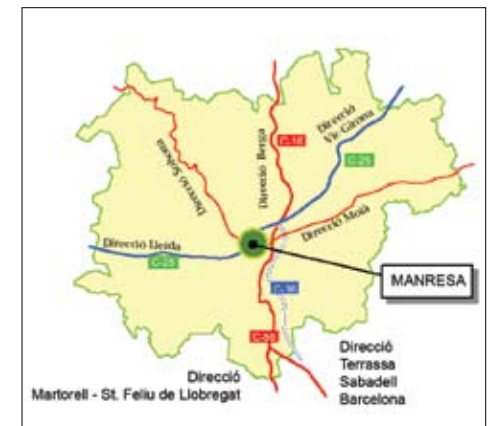 Direcció Solsona
Direcció Berga
C-16
Direcció
Vic-Girona
C-25
Direcció Moià
Direcció Lleida
C-25
MANRESA
C-16
C-55
Direcció
Martorell - St. Feliu de Llobregat
Direcció
Terrassa
Sabadell
Barcelona